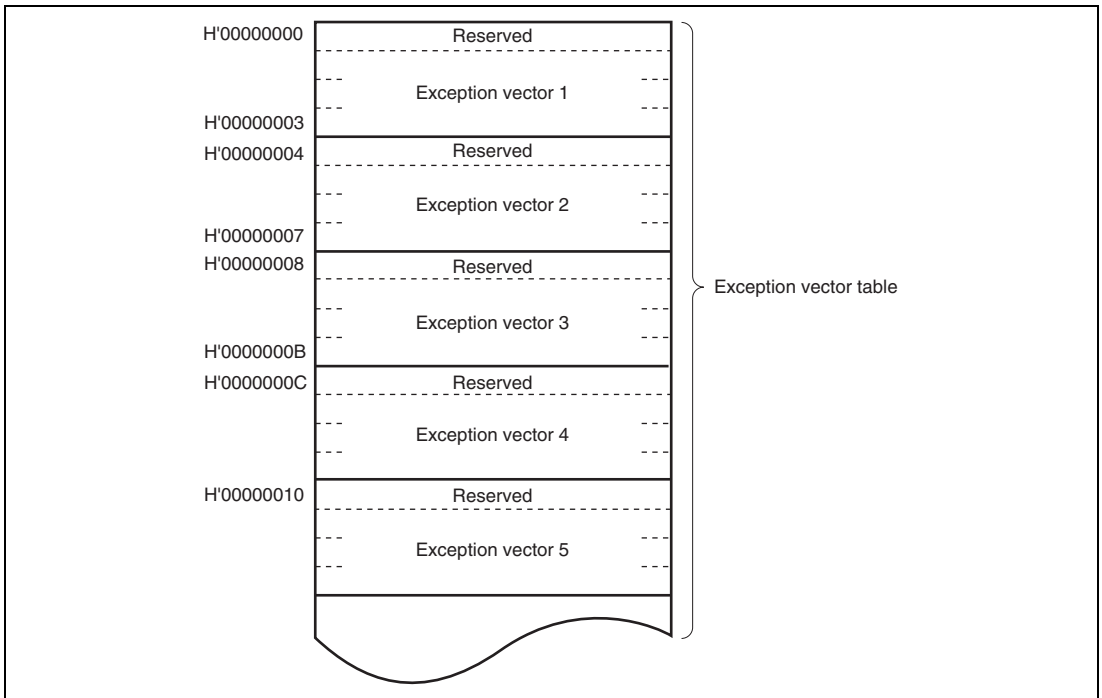 H'00000000 Reserved
Exception vector 1
H'00000003
H'00000004 Reserved
Exception vector 2
H'00000007
H'00000008 Reserved
Exception vector table
Exception vector 3
H'0000000B
H'0000000C Reserved
Exception vector 4
H'00000010 Reserved
Exception vector 5